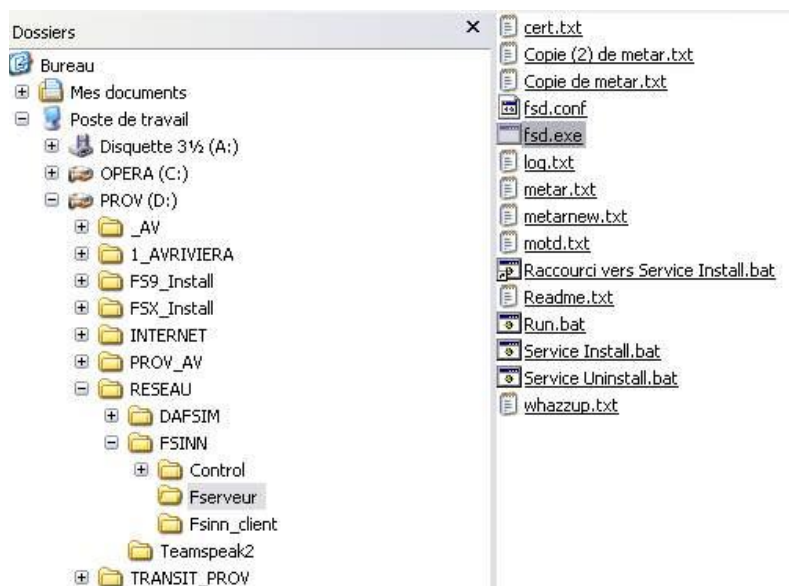 Dossiers
Bureau
Mes documents
Poste de travail
Disquette 3½ (A:)
OPERA (C:)
PROV (D:)
_AV
1_AVRIVIERA
FS9_Install
FSX_Install
INTERNET
PROV_AV
RESEAU
DAFSIM
FSINN
Control
Fserveur
Fsinn_client
Teamspeak2
TRANSIT_PROV
cert.txt
Copie (2) de metar.txt
Copie de metar.txt
fsd.conf
fsd.exe
log.txt
metar.txt
metarnew.txt
motd.txt
Raccourci vers Service Install.bat
Readme.txt
Run.bat
Service Install.bat
Service Uninstall.bat
whazzup.txt